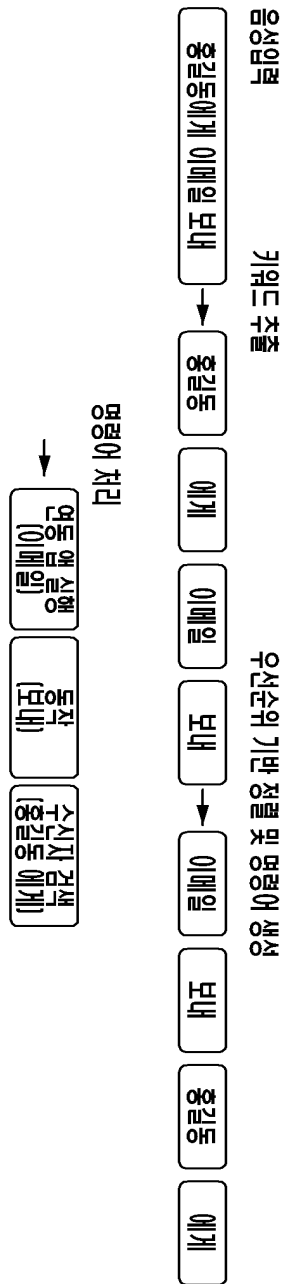 음성입력
홍길동에게 이메일 보내
키워드 추출
홍길동
에게
이메일
보내
우선순위 기반 정렬 및 명령어 생성
이메일
보내
홍길동
에게
명령어 처리
연동 앱 실행
(이메일)
동작
(보내)
수신자 검색
(홍길동 에게)